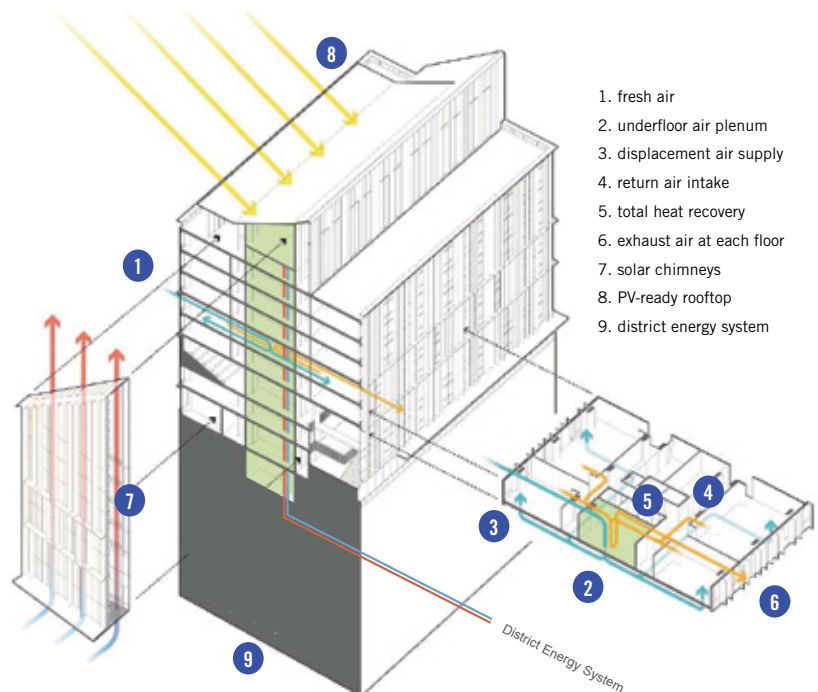 8
1. fresh air
2. underfloor air plenum
3. displacement air supply
4. return air intake
5. total heat recovery
6. exhaust air at each floor
7. solar chimneys
8. PV-ready rooftop
9. district energy system
1
7
5
4
3
2
6
9
District Energy System